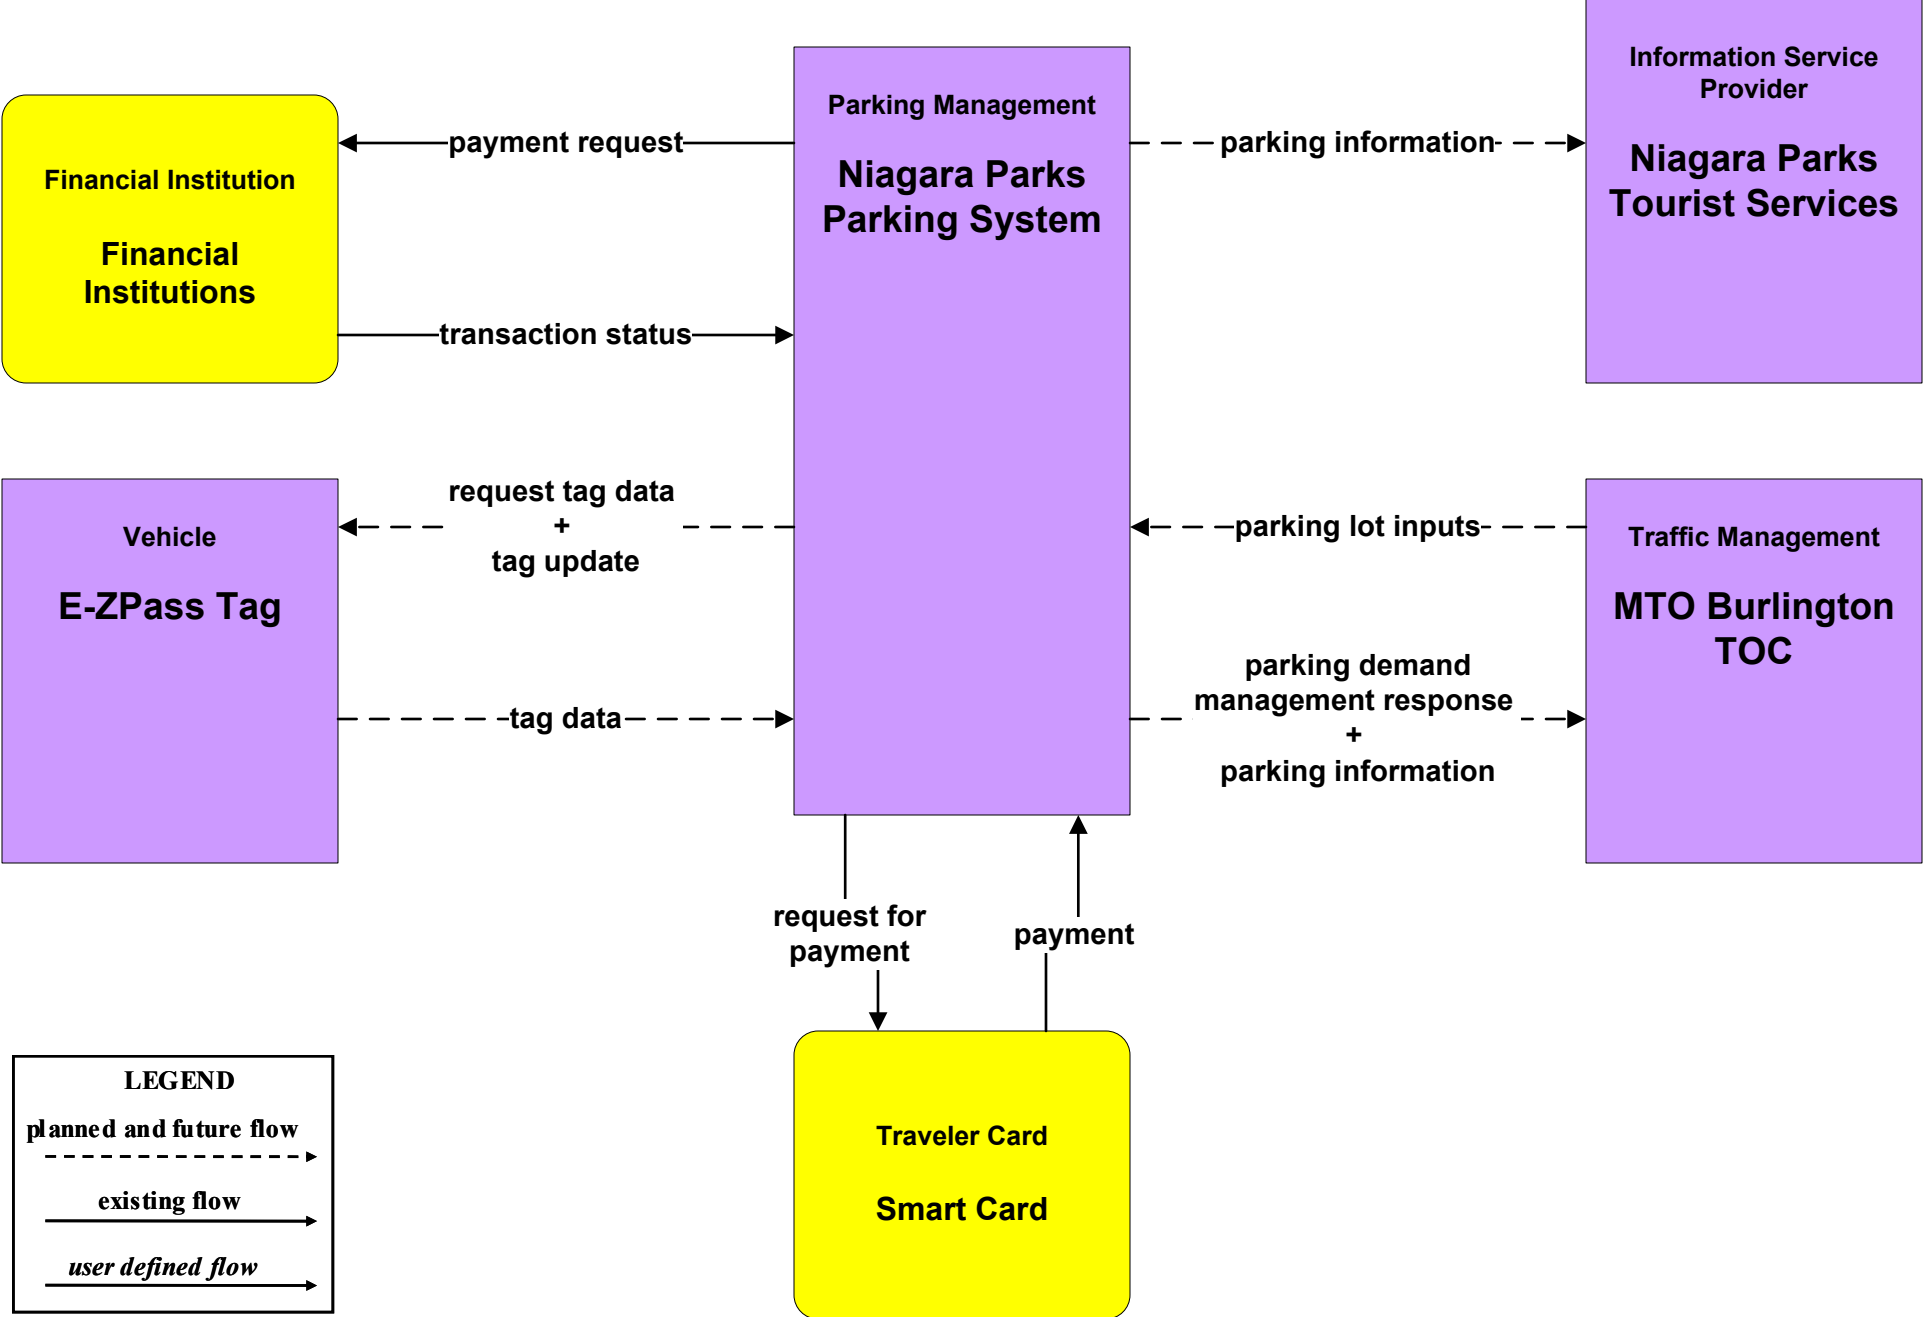 Financial Institution
Financial
Institutions
payment request
transaction status
Parking Management
Niagara Parks
Parking System
parking information
Information Service
Provider
Niagara Parks
Tourist Services
Vehicle
E-ZPass Tag
request tag data
+
tag update
tag data
parking lot inputs
parking demand
management response
+
parking information
Traffic Management
MTO Burlington
TOC
request for
payment
payment
Traveler Card
Smart Card
LEGEND
planned and future flow
existing flow
user defined flow